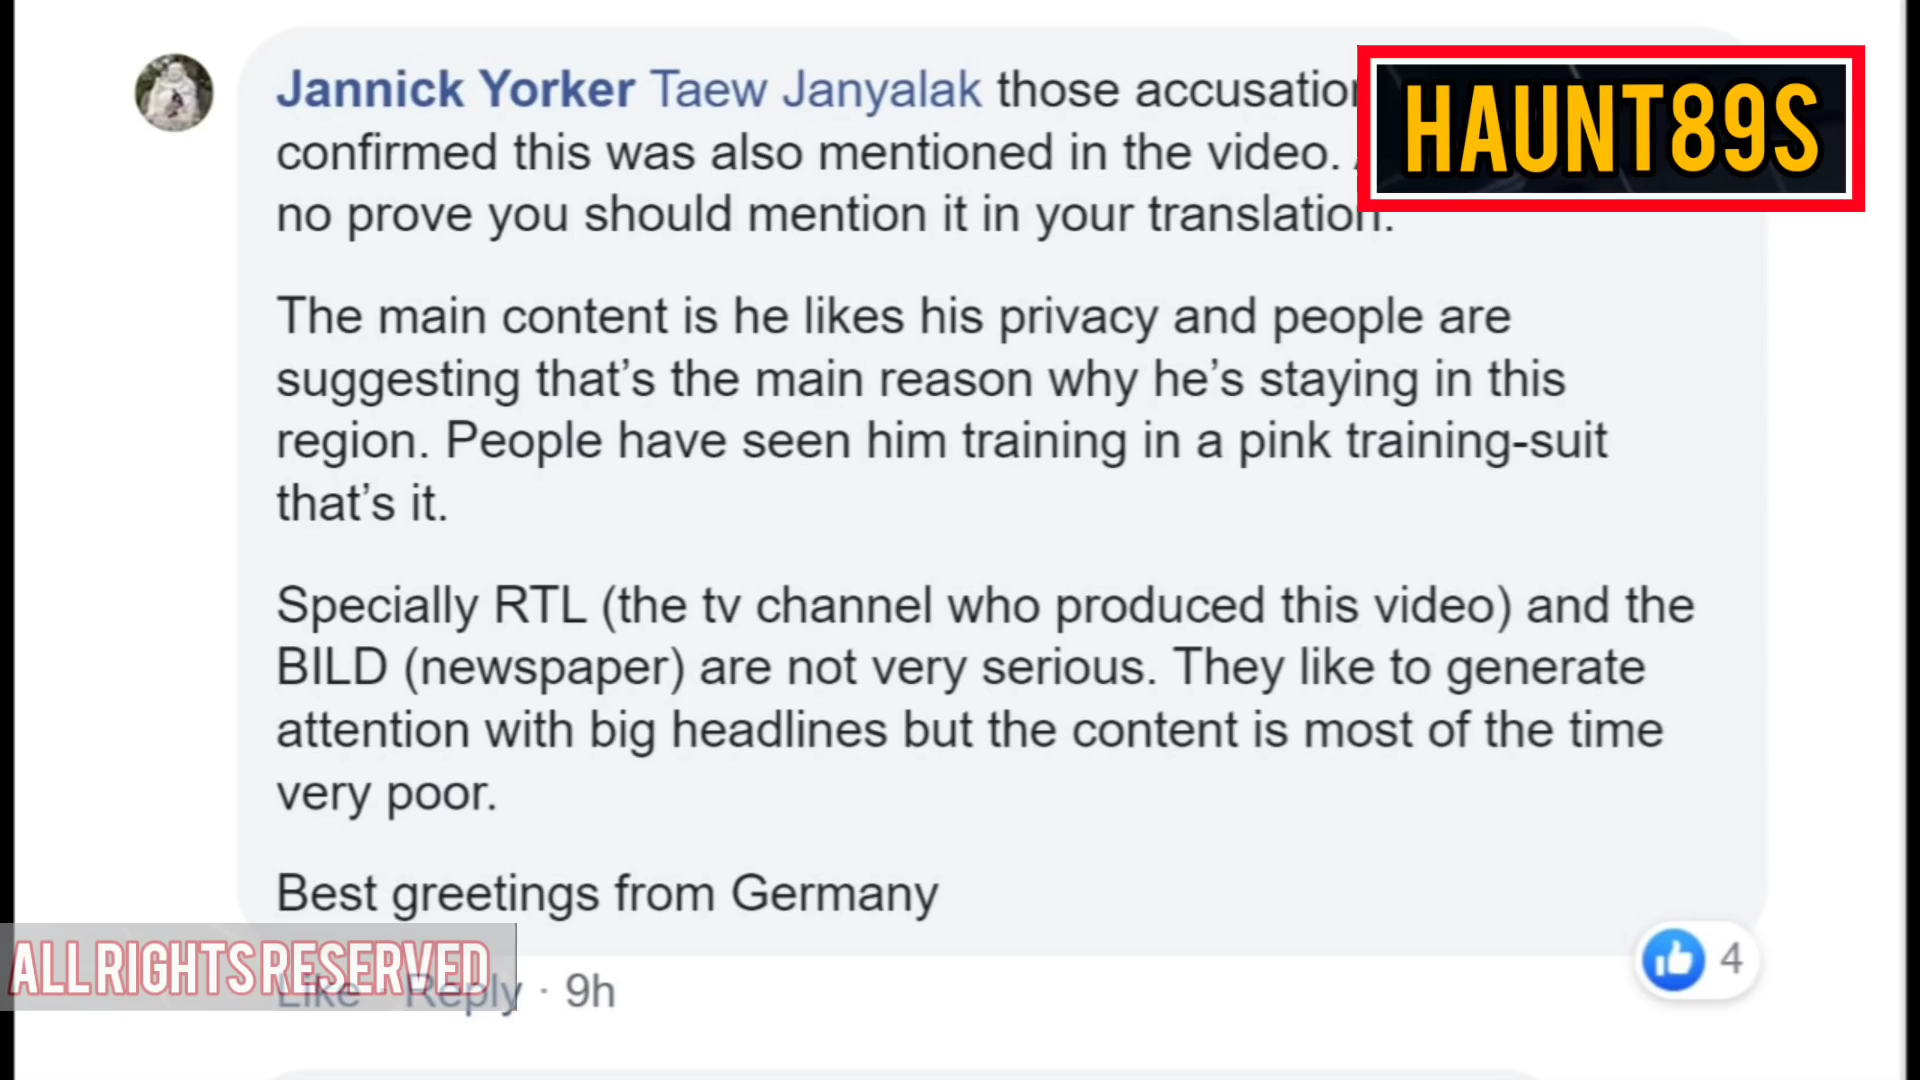 Jannick Yorker Taew Janyalak those
HAUNT89S
confirmed this was also mentioned in the video.
no prove you should mention it in your translation.
The main content is he likes his privacy and people are
suggesting that’s the main reason why he’s staying in this
region. People have seen him training in a pink training-suit
that’s it.
Specially RTL (the tv channel who produced this video) and the
BILD (newspaper) are not very serious. They like to generate
attention with big headlines but the content is most of the time
very poor.
Best greetings from Germany
ALL RIGHTS RESERVED
4
Like · Reply · 9h